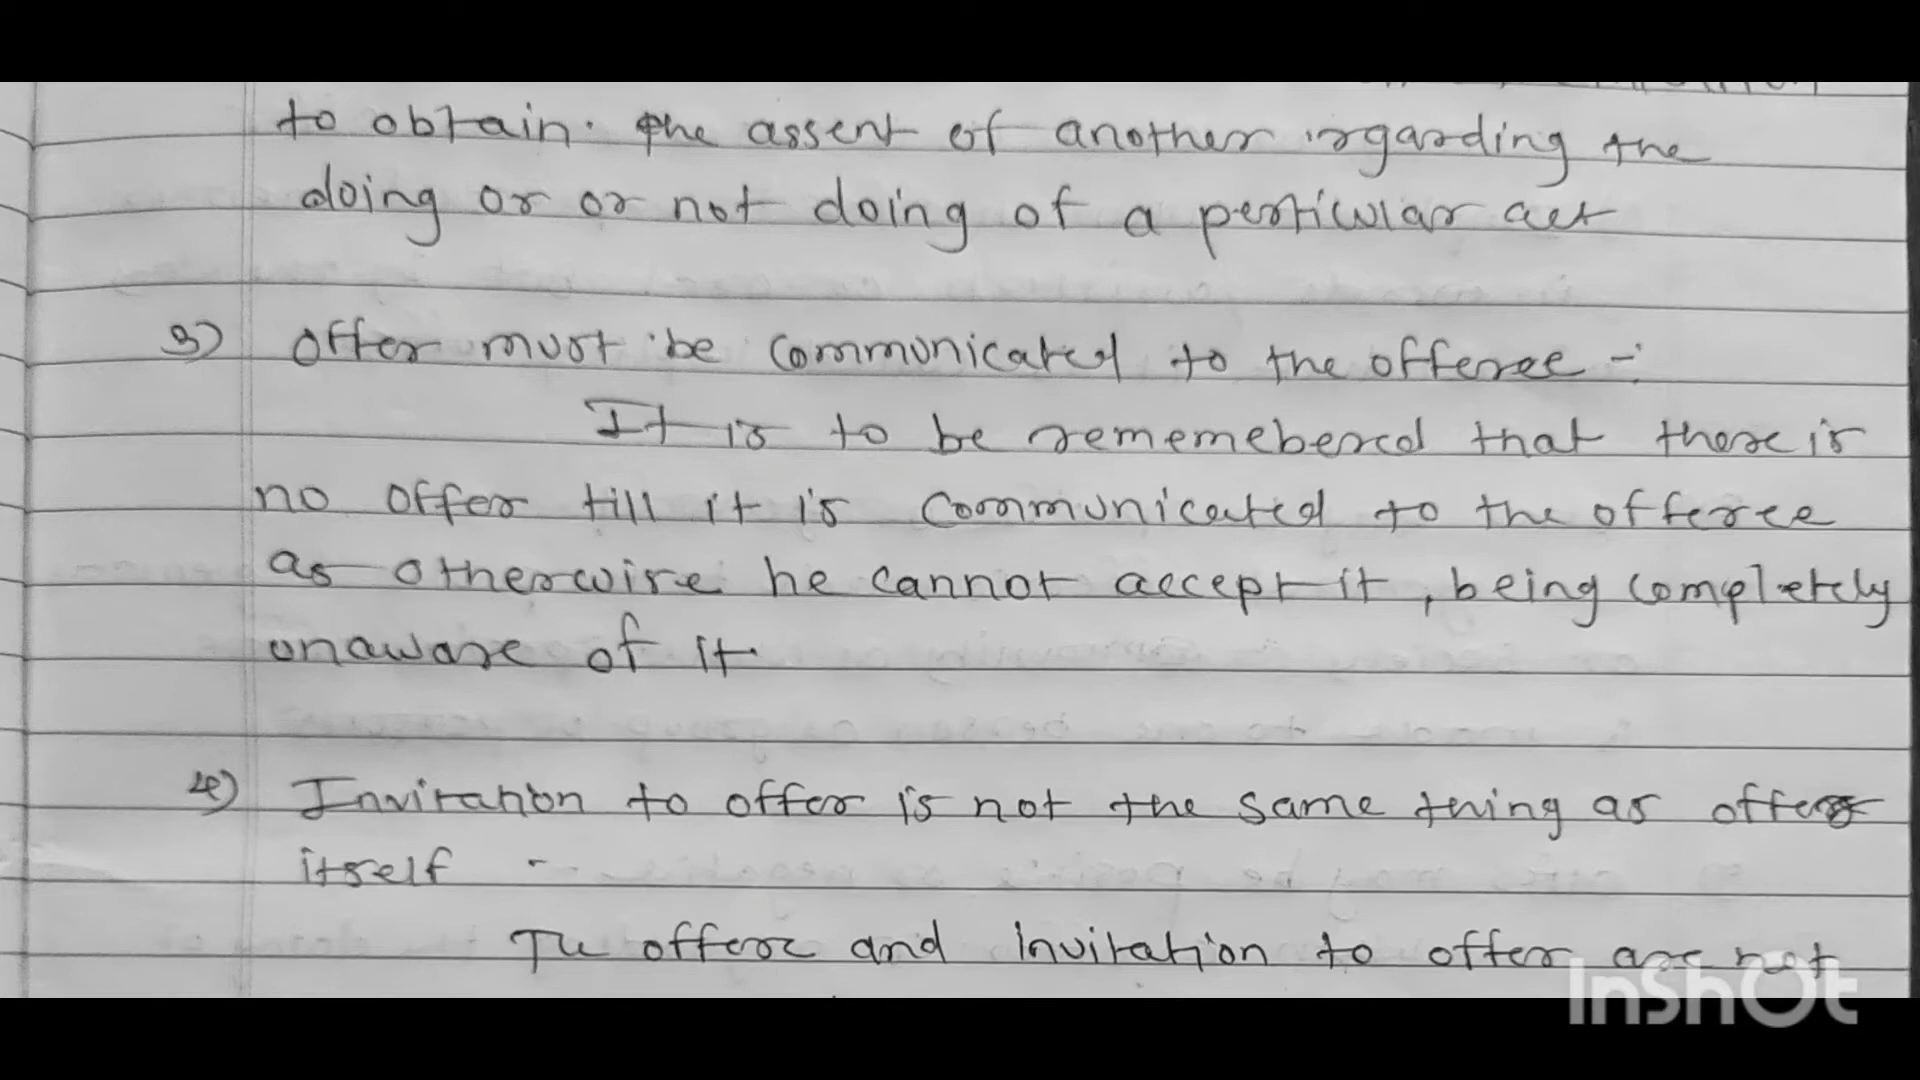 to obtain. the assent of another rgarding the
doing or or not doing of a perticular act
3) Offer must be communicated to the offeree -
It is to be rememebered that there is
no offer till it is communicated to the offeree
as otherwise he cannot accept it, being completely
unaware of it.
4) Invitation to offer is not the same thing as offer
itself -
The offere and invitation to offer are not
InShOt